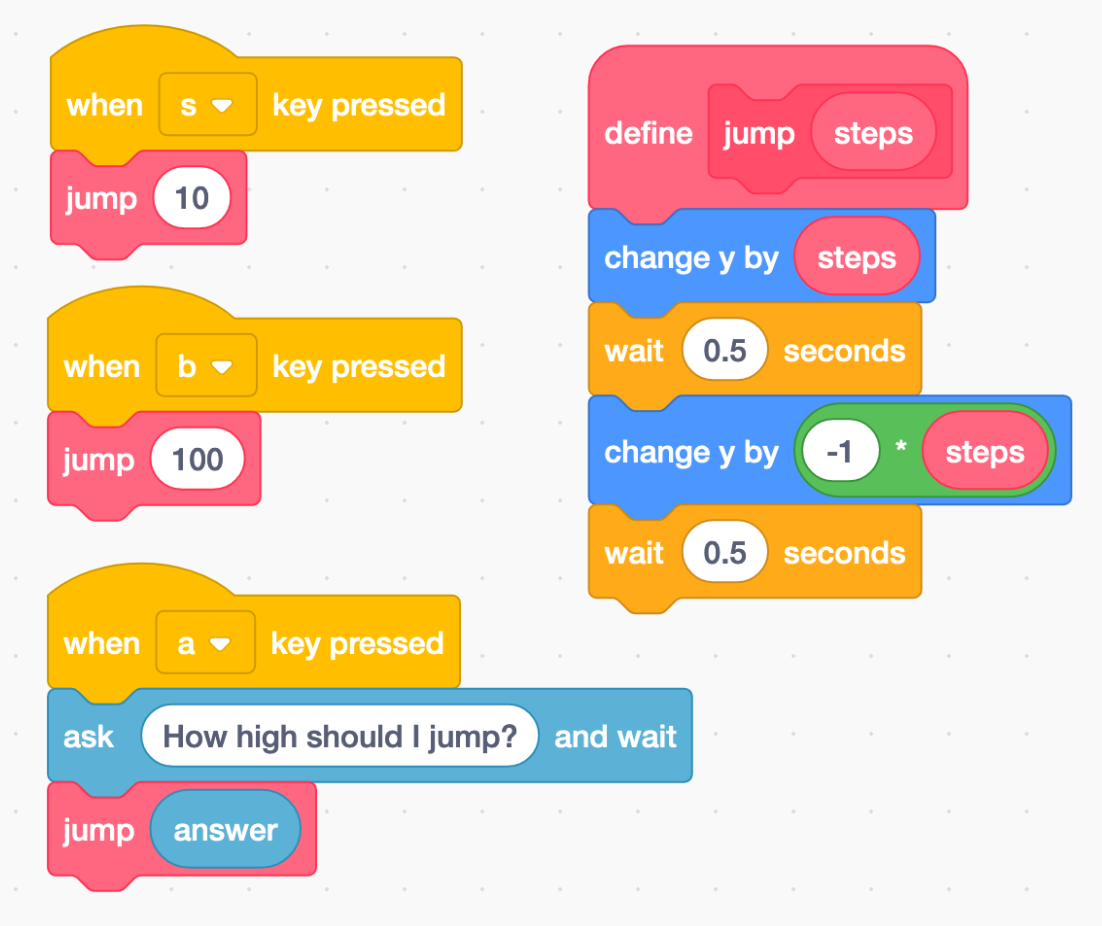 when s key pressed
jump 10
when b key pressed
jump 100
when a key pressed
ask How high should I jump? and wait
jump answer
define jump steps
change y by steps
wait 0.5 seconds
change y by -1 * steps
wait 0.5 seconds